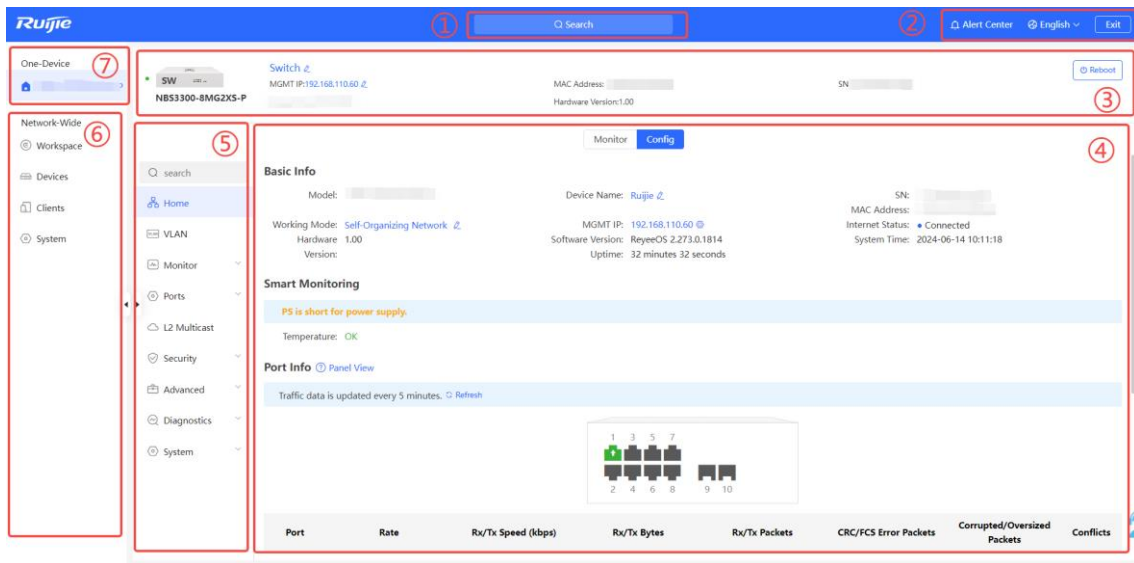 Ruijie ① Search ② Alert Center English Exit
One-Device ⑦
SW
NBS3300-8MG2XS-P
Switch
MGMT IP:192.168.110.60 MAC Address: SN
Hardware Version:1.00
Reboot
③
Network-Wide
⑥
Workspace
Devices
Clients
System
⑤
search
Home
VLAN
Monitor
Ports
L2 Multicast
Security
Advanced
Diagnostics
System
Monitor Config ④
Basic Info
Model: Device Name: Ruijie SN:
MAC Address:
Working Mode: Self-Organizing Network MGMT IP: 192.168.110.60 Internet Status: Connected
Hardware 1.00 Software Version: ReyeeOS 2.273.0.1814 System Time: 2024-06-14 10:11:18
Version: Uptime: 32 minutes 32 seconds
Smart Monitoring
PS is short for power supply.
Temperature: OK
Port Info Panel View
Traffic data is updated every 5 minutes. Refresh
1 3 5 7
2 4 6 8 9 10
Port Rate Rx/Tx Speed (kbps) Rx/Tx Bytes Rx/Tx Packets CRC/FCS Error Packets Corrupted/Oversized Conflicts
Packets